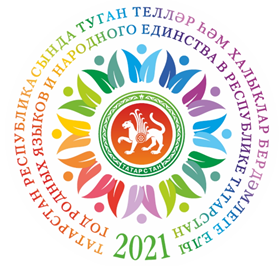 ТАТАРСТАН РЕСПУБЛИКАСЫНДА ТУГАН ТЕЛЛӘР ҺӘМ ХАЛЫКЛАР БЕРДӘМЛЕГЕ ЕЛЫ
ГОД РОДНЫХ ЯЗЫКОВ И НАРОДНОГО ЕДИНСТВА В РЕСПУБЛИКЕ ТАТАРСТАН
ТАТАРСТАН
2021